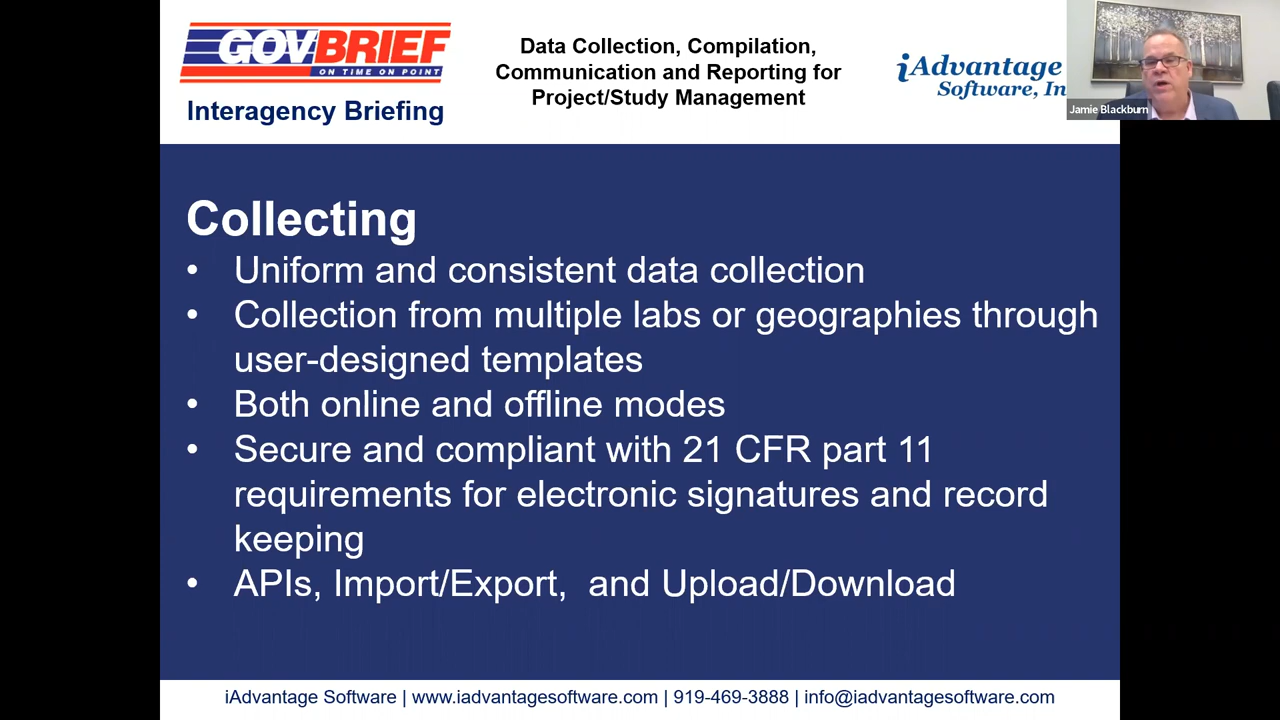 GOVBRIEF
ON TIME ON POINT
Interagency Briefing
Data Collection, Compilation,
Communication and Reporting for
Project/Study Management
iAdvantage
Software, In
Jamie Blackburn
Collecting
• Uniform and consistent data collection
• Collection from multiple labs or geographies through
user-designed templates
• Both online and offline modes
• Secure and compliant with 21 CFR part 11
requirements for electronic signatures and record
keeping
• APIs, Import/Export,  and Upload/Download
iAdvantage Software | www.iadvantagesoftware.com | 919-469-3888 | info@iadvantagesoftware.com